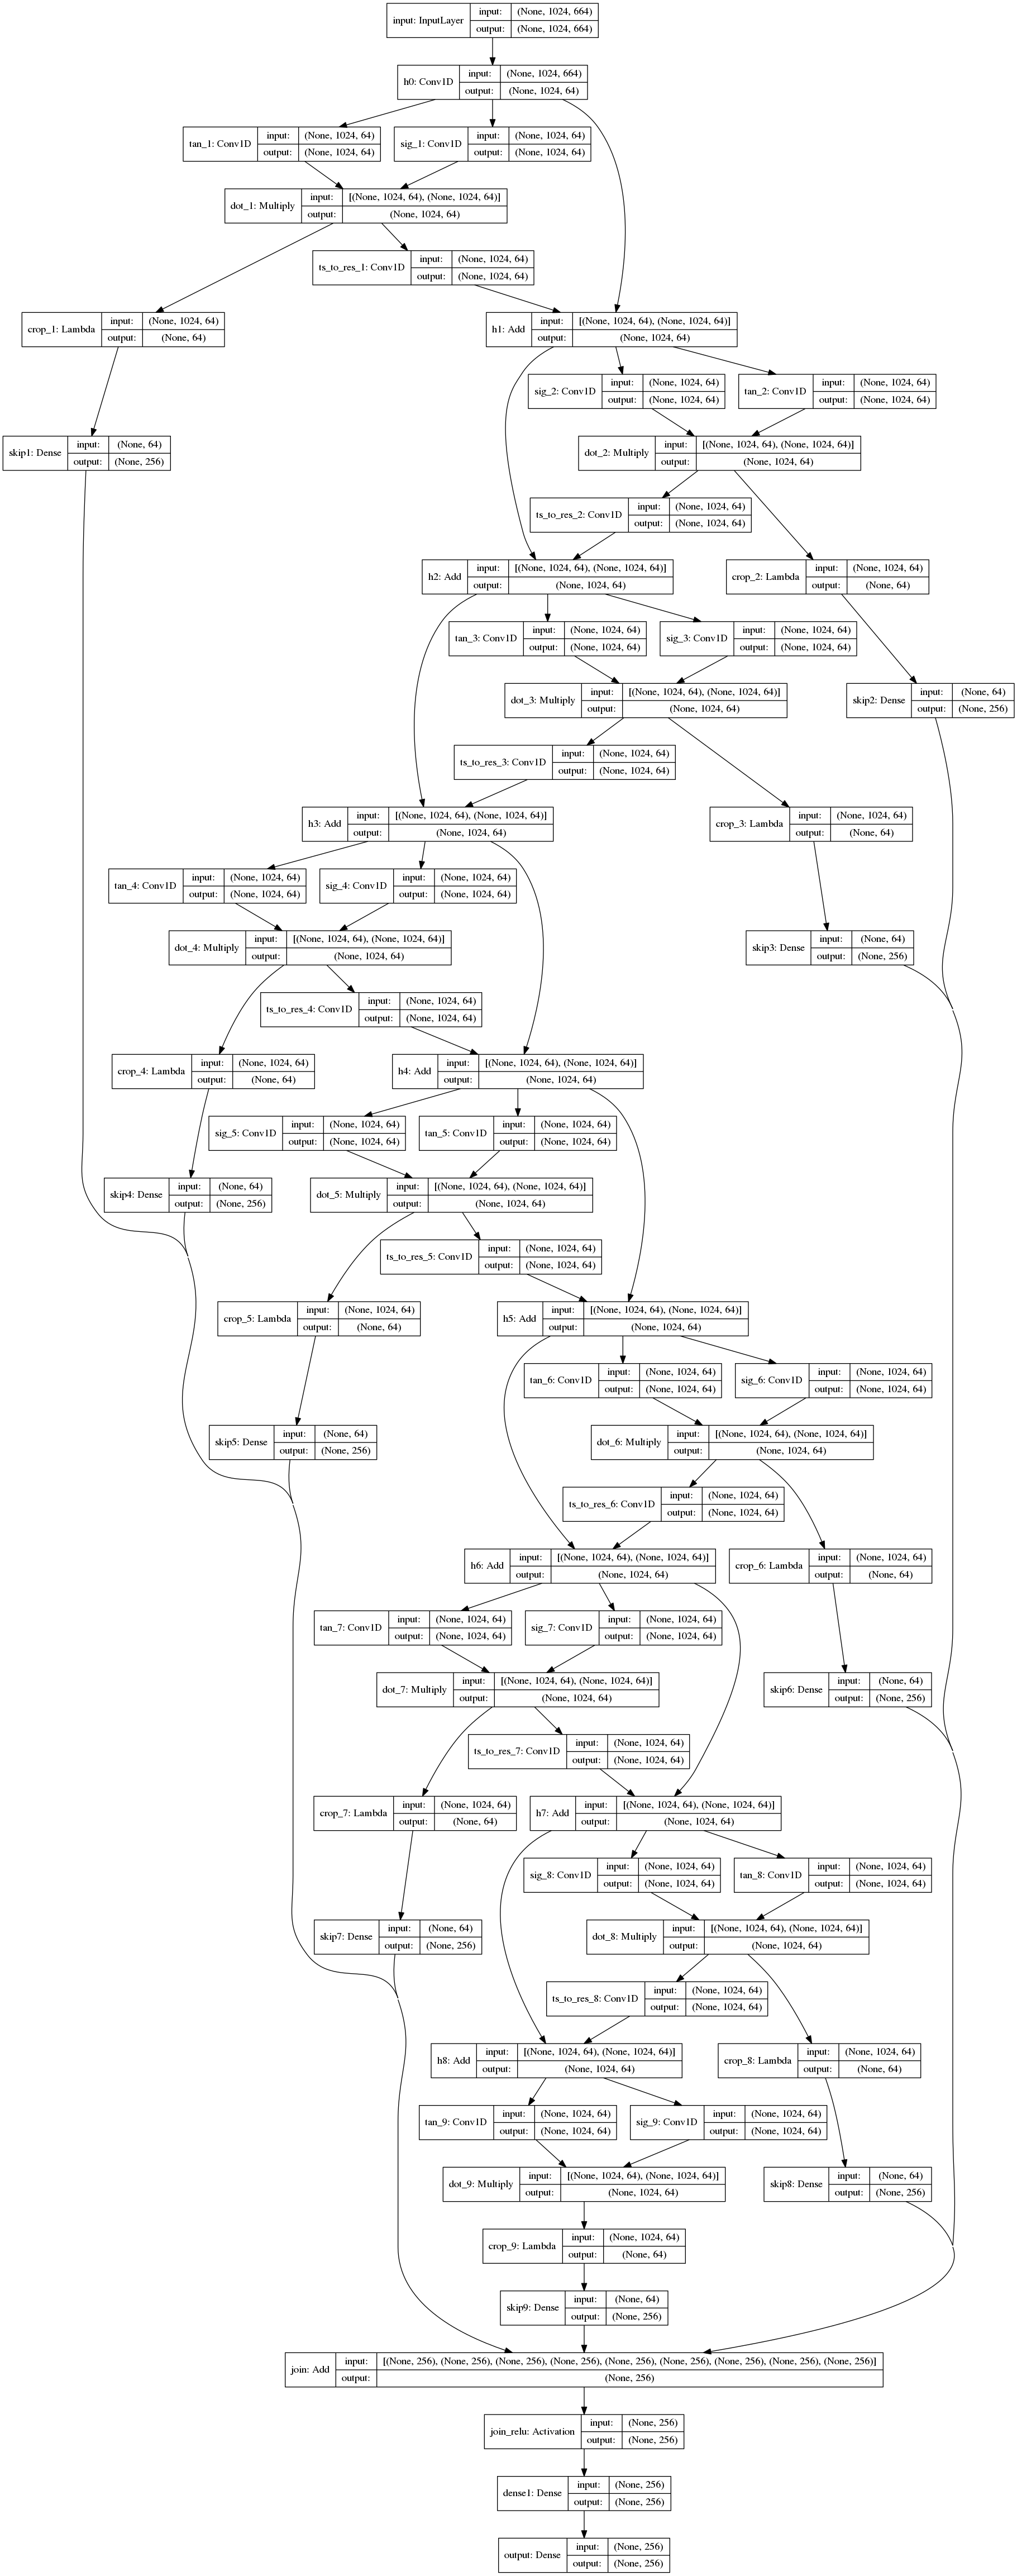 input: InputLayer
input: (None, 1024, 664)
output: (None, 1024, 664)
h0: Conv1D
input: (None, 1024, 664)
output: (None, 1024, 64)
tan_1: Conv1D
input: (None, 1024, 64)
output: (None, 1024, 64)
sig_1: Conv1D
input: (None, 1024, 64)
output: (None, 1024, 64)
dot_1: Multiply
input: [(None, 1024, 64), (None, 1024, 64)]
output: (None, 1024, 64)
ts_to_res_1: Conv1D
input: (None, 1024, 64)
output: (None, 1024, 64)
crop_1: Lambda
input: (None, 1024, 64)
output: (None, 64)
h1: Add
input: [(None, 1024, 64), (None, 1024, 64)]
output: (None, 1024, 64)
sig_2: Conv1D
input: (None, 1024, 64)
output: (None, 1024, 64)
tan_2: Conv1D
input: (None, 1024, 64)
output: (None, 1024, 64)
skip1: Dense
input: (None, 64)
output: (None, 256)
dot_2: Multiply
input: [(None, 1024, 64), (None, 1024, 64)]
output: (None, 1024, 64)
ts_to_res_2: Conv1D
input: (None, 1024, 64)
output: (None, 1024, 64)
h2: Add
input: [(None, 1024, 64), (None, 1024, 64)]
output: (None, 1024, 64)
crop_2: Lambda
input: (None, 1024, 64)
output: (None, 64)
tan_3: Conv1D
input: (None, 1024, 64)
output: (None, 1024, 64)
sig_3: Conv1D
input: (None, 1024, 64)
output: (None, 1024, 64)
dot_3: Multiply
input: [(None, 1024, 64), (None, 1024, 64)]
output: (None, 1024, 64)
skip2: Dense
input: (None, 64)
output: (None, 256)
ts_to_res_3: Conv1D
input: (None, 1024, 64)
output: (None, 1024, 64)
h3: Add
input: [(None, 1024, 64), (None, 1024, 64)]
output: (None, 1024, 64)
crop_3: Lambda
input: (None, 1024, 64)
output: (None, 64)
tan_4: Conv1D
input: (None, 1024, 64)
output: (None, 1024, 64)
sig_4: Conv1D
input: (None, 1024, 64)
output: (None, 1024, 64)
dot_4: Multiply
input: [(None, 1024, 64), (None, 1024, 64)]
output: (None, 1024, 64)
skip3: Dense
input: (None, 64)
output: (None, 256)
ts_to_res_4: Conv1D
input: (None, 1024, 64)
output: (None, 1024, 64)
crop_4: Lambda
input: (None, 1024, 64)
output: (None, 64)
h4: Add
input: [(None, 1024, 64), (None, 1024, 64)]
output: (None, 1024, 64)
sig_5: Conv1D
input: (None, 1024, 64)
output: (None, 1024, 64)
tan_5: Conv1D
input: (None, 1024, 64)
output: (None, 1024, 64)
skip4: Dense
input: (None, 64)
output: (None, 256)
dot_5: Multiply
input: [(None, 1024, 64), (None, 1024, 64)]
output: (None, 1024, 64)
ts_to_res_5: Conv1D
input: (None, 1024, 64)
output: (None, 1024, 64)
crop_5: Lambda
input: (None, 1024, 64)
output: (None, 64)
h5: Add
input: [(None, 1024, 64), (None, 1024, 64)]
output: (None, 1024, 64)
tan_6: Conv1D
input: (None, 1024, 64)
output: (None, 1024, 64)
sig_6: Conv1D
input: (None, 1024, 64)
output: (None, 1024, 64)
skip5: Dense
input: (None, 64)
output: (None, 256)
dot_6: Multiply
input: [(None, 1024, 64), (None, 1024, 64)]
output: (None, 1024, 64)
ts_to_res_6: Conv1D
input: (None, 1024, 64)
output: (None, 1024, 64)
h6: Add
input: [(None, 1024, 64), (None, 1024, 64)]
output: (None, 1024, 64)
crop_6: Lambda
input: (None, 1024, 64)
output: (None, 64)
tan_7: Conv1D
input: (None, 1024, 64)
output: (None, 1024, 64)
sig_7: Conv1D
input: (None, 1024, 64)
output: (None, 1024, 64)
dot_7: Multiply
input: [(None, 1024, 64), (None, 1024, 64)]
output: (None, 1024, 64)
skip6: Dense
input: (None, 64)
output: (None, 256)
ts_to_res_7: Conv1D
input: (None, 1024, 64)
output: (None, 1024, 64)
crop_7: Lambda
input: (None, 1024, 64)
output: (None, 64)
h7: Add
input: [(None, 1024, 64), (None, 1024, 64)]
output: (None, 1024, 64)
sig_8: Conv1D
input: (None, 1024, 64)
output: (None, 1024, 64)
tan_8: Conv1D
input: (None, 1024, 64)
output: (None, 1024, 64)
skip7: Dense
input: (None, 64)
output: (None, 256)
dot_8: Multiply
input: [(None, 1024, 64), (None, 1024, 64)]
output: (None, 1024, 64)
ts_to_res_8: Conv1D
input: (None, 1024, 64)
output: (None, 1024, 64)
h8: Add
input: [(None, 1024, 64), (None, 1024, 64)]
output: (None, 1024, 64)
crop_8: Lambda
input: (None, 1024, 64)
output: (None, 64)
tan_9: Conv1D
input: (None, 1024, 64)
output: (None, 1024, 64)
sig_9: Conv1D
input: (None, 1024, 64)
output: (None, 1024, 64)
dot_9: Multiply
input: [(None, 1024, 64), (None, 1024, 64)]
output: (None, 1024, 64)
skip8: Dense
input: (None, 64)
output: (None, 256)
crop_9: Lambda
input: (None, 1024, 64)
output: (None, 64)
skip9: Dense
input: (None, 64)
output: (None, 256)
join: Add
input: [(None, 256), (None, 256), (None, 256), (None, 256), (None, 256), (None, 256), (None, 256), (None, 256), (None, 256)]
output: (None, 256)
join_relu: Activation
input: (None, 256)
output: (None, 256)
dense1: Dense
input: (None, 256)
output: (None, 256)
output: Dense
input: (None, 256)
output: (None, 256)